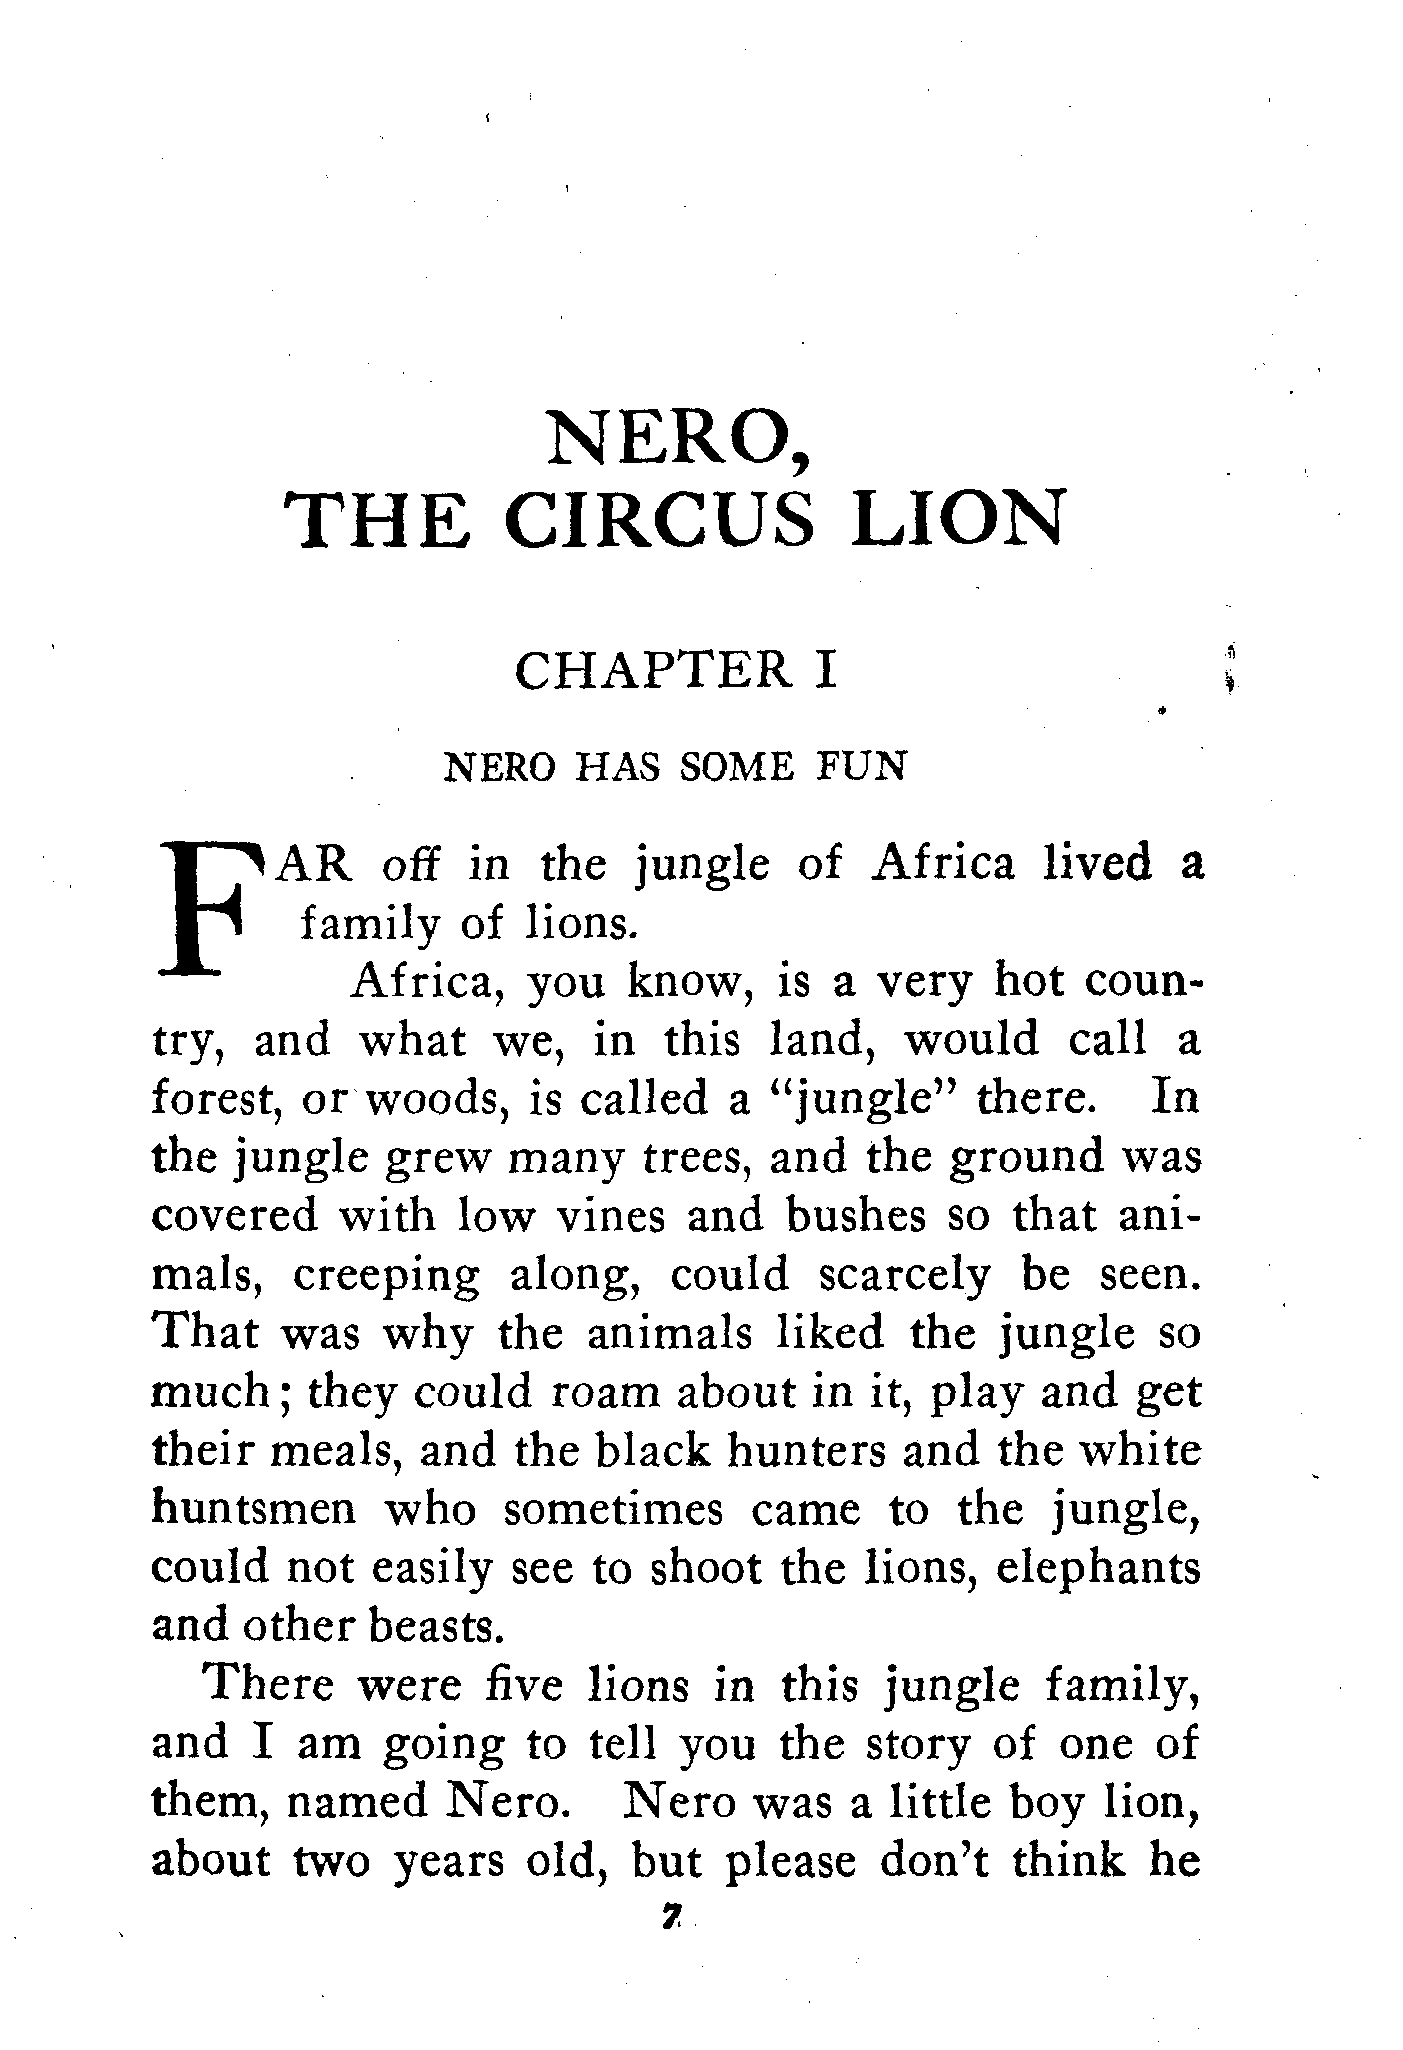 NERO,
THE CIRCUS LION
CHAPTER I
NERO HAS SOME FUN
FAR off in the jungle of Africa lived a
family of lions.
Africa, you know, is a very hot coun-
try, and what we, in this land, would call a
forest, or woods, is called a "jungle" there. In
the jungle grew many trees, and the ground was
covered with low vines and bushes so that ani-
mals, creeping along, could scarcely be seen.
That was why the animals liked the jungle so
much; they could roam about in it, play and get
their meals, and the black hunters and the white
huntsmen who sometimes came to the jungle,
could not easily see to shoot the lions, elephants
and other beasts.
There were five lions in this jungle family,
and I am going to tell you the story of one of
them, named Nero. Nero was a little boy lion,
about two years old, but please don't think he
7